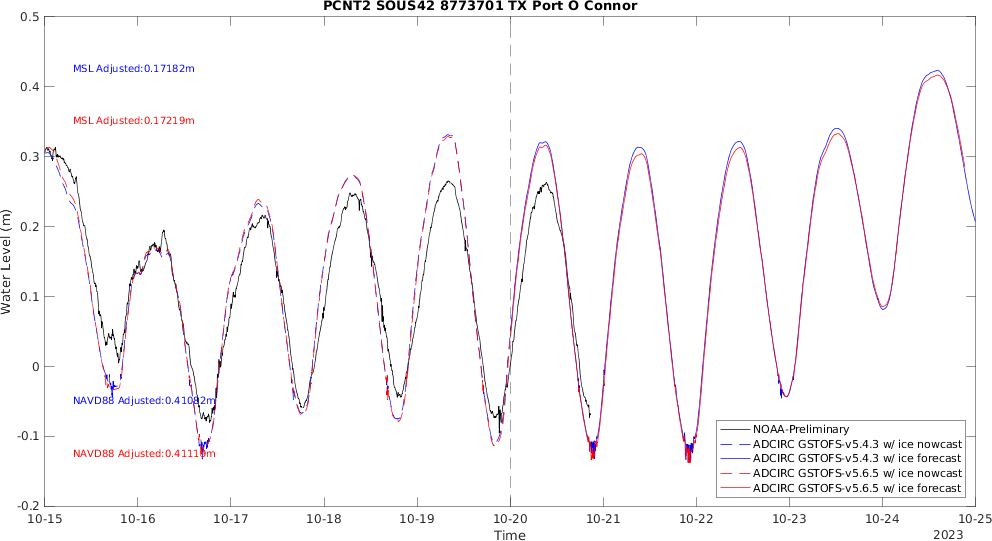 PCNT2 SOUS42 8773701 TX Port O Connor
0.5
MSL Adjusted:0.17182m
0.4
MSL Adjusted:0.17219m
0.3
0.2
Water Level (m)
0.1
0
NAVD88 Adjusted:0.41092m
-0.1
NAVD88 Adjusted:0.41119m
NOAA-Preliminary
ADCIRC GSTOFS-v5.4.3 w/ ice nowcast
ADCIRC GSTOFS-v5.4.3 w/ ice forecast
ADCIRC GSTOFS-v5.6.5 w/ ice nowcast
ADCIRC GSTOFS-v5.6.5 w/ ice forecast
-0.2
10-15 10-16 10-17 10-18 10-19 10-20 10-21 10-22 10-23 10-24 10-25
Time
2023